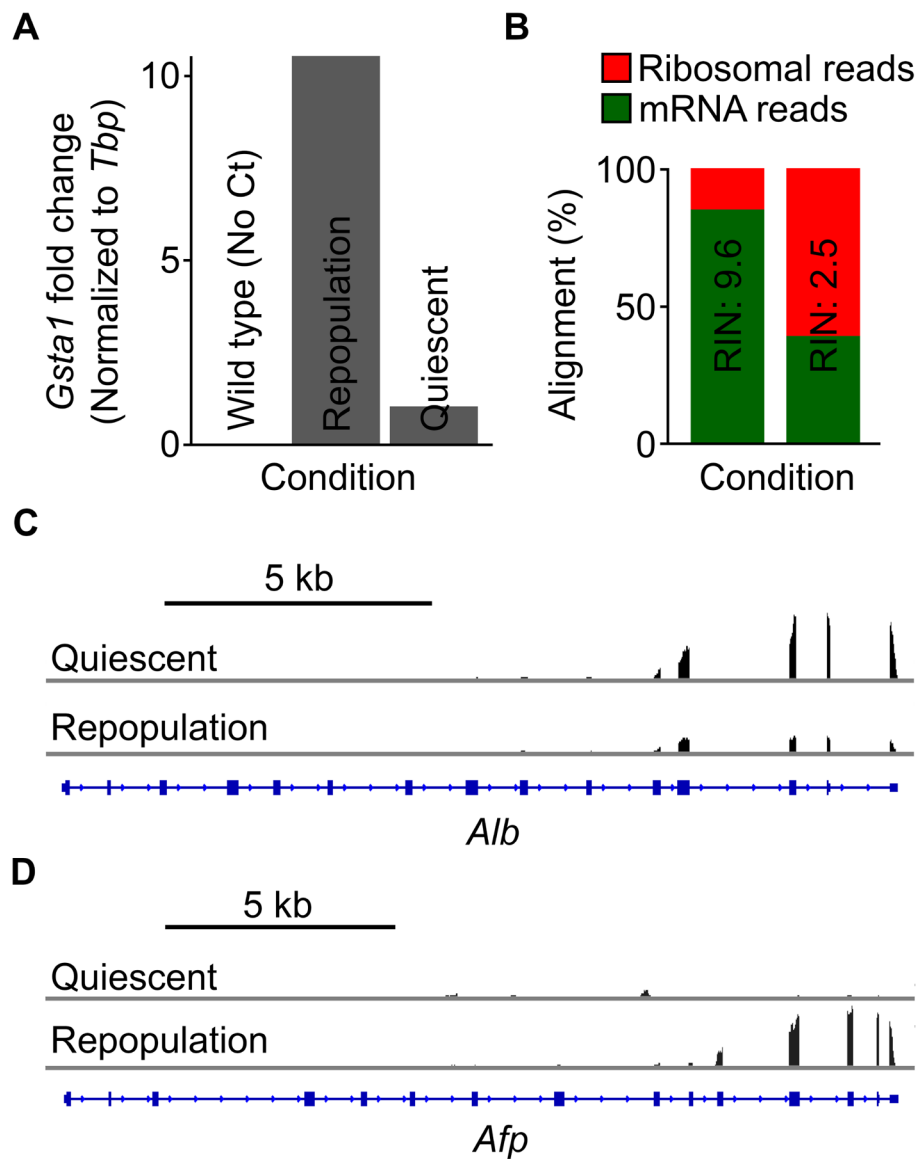 A
Gsta1 fold change
(Normalized to Tbp)
10
5
0
Wild type (No Ct)
Repopulation
Quiescent
Condition
B
Ribosomal reads
mRNA reads
Alignment (%)
100
50
0
RIN: 9.6
RIN: 2.5
Condition
C
5 kb
Quiescent
Repopulation
Alb
D
5 kb
Quiescent
Repopulation
Afp